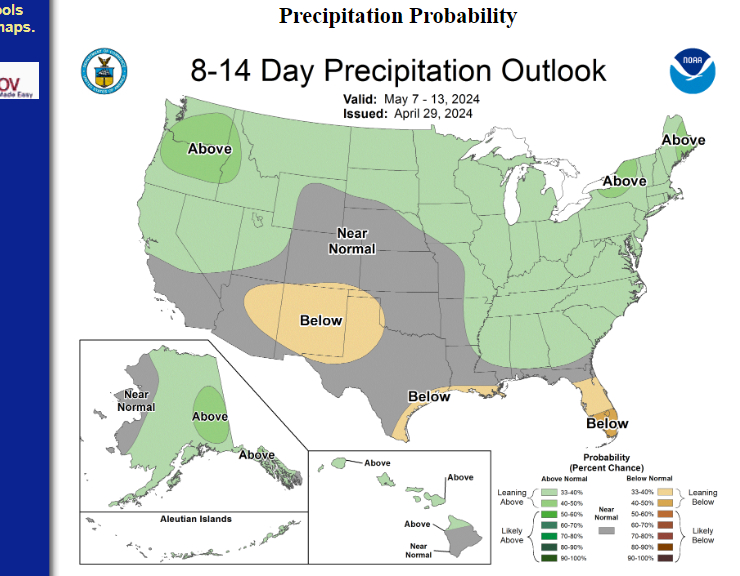 ols
naps.
OV
Made Easy
Precipitation Probability
8-14 Day Precipitation Outlook
NOAA
Valid: May 7 - 13, 2024
Issued: April 29, 2024
Above
Above
Above
Near
Normal
Below
Below
Below
Near
Normal
Above
Above
Aleutian Islands
Above
Above
Above
Near
Normal
Probability
(Percent Chance)
Above Normal
Below Normal
Leaning
Above
33-40%
40-50%
Likely
Above
50-60%
60-70%
70-80%
80-90%
90-100%
Near
Normal
33-40%
40-50%
Leaning
Below
50-60%
60-70%
70-80%
80-90%
90-100%
Likely
Below